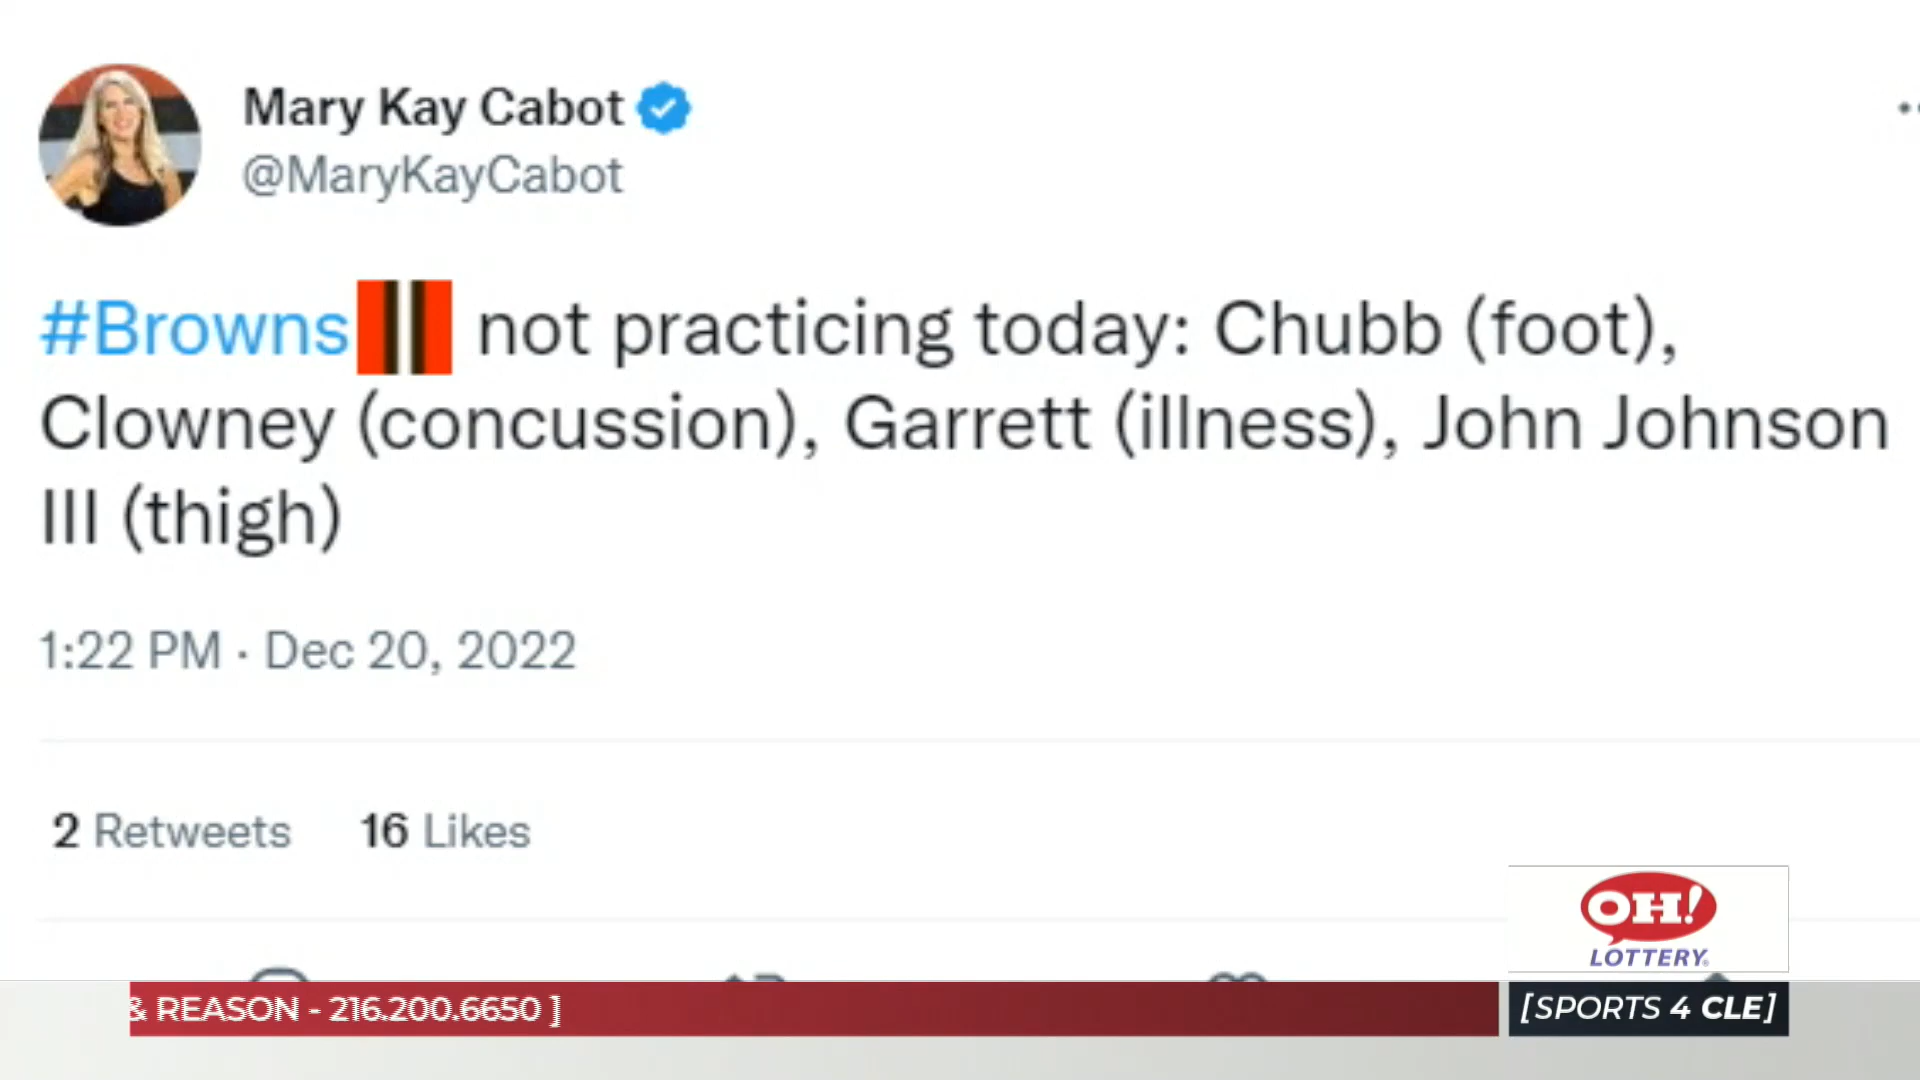 Mary Kay Cabot
@MaryKayCabot
#Browns not practicing today: Chubb (foot),
Clowney (concussion), Garrett (illness), John Johnson
III (thigh)
1:22 PM · Dec 20, 2022
2 Retweets 16 Likes
OH!
LOTTERY
& REASON - 216.200.6650 ]
[SPORTS 4 CLE]